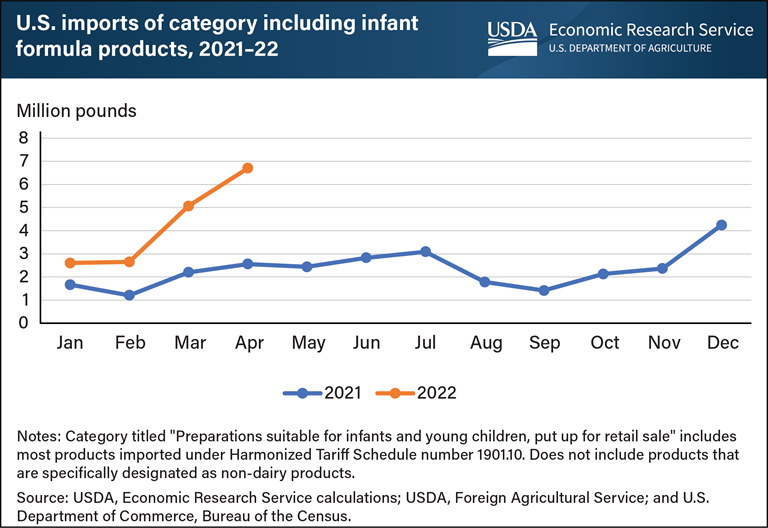 U.S. imports of category including infant
formula products, 2021–22
USDA Economic Research Service
U.S. DEPARTMENT OF AGRICULTURE
Million pounds
8
7
6
5
4
3
2
1
0
Jan Feb Mar Apr May Jun Jul Aug Sep Oct Nov Dec
2021 2022
Notes: Category titled "Preparations suitable for infants and young children, put up for retail sale" includes
most products imported under Harmonized Tariff Schedule number 1901.10. Does not include products that
are specifically designated as non-dairy products.
Source: USDA, Economic Research Service calculations; USDA, Foreign Agricultural Service; and U.S.
Department of Commerce, Bureau of the Census.